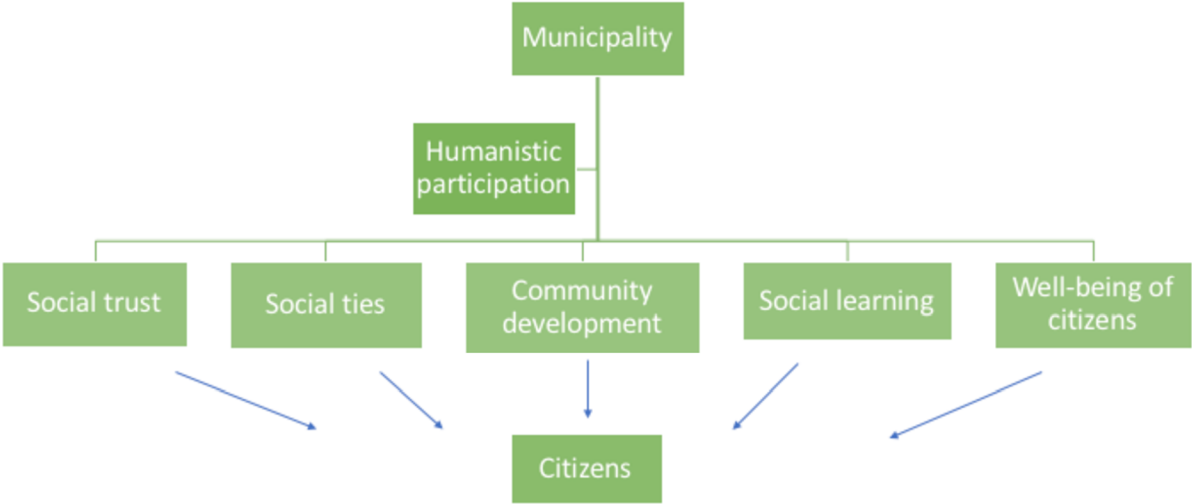 Municipality
Humanistic
participation
Social trust
Social ties
Community
development
Social learning
Well-being of
citizens
Citizens